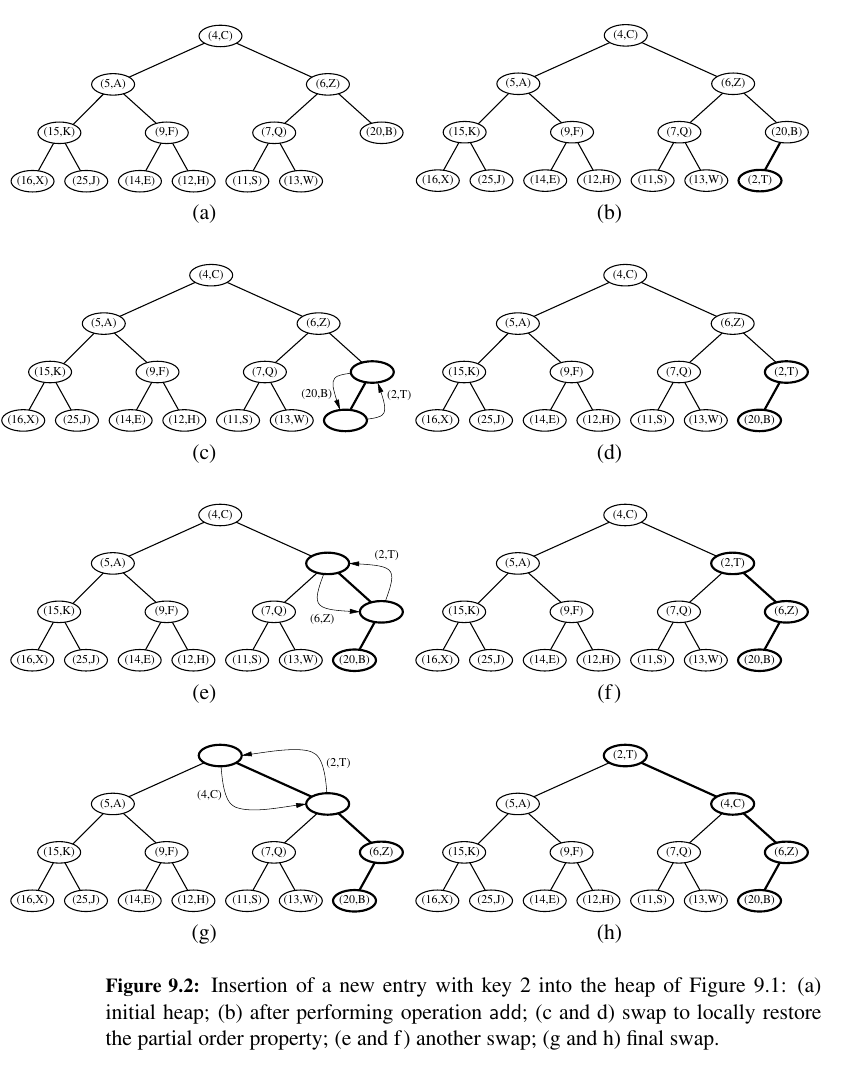 (4,C) (4,C)
(5,A) (6,Z) (5,A) (6,Z)
(15,K) (9,F) (7,Q) (20,B) (15,K) (9,F) (7,Q) (20,B)
(16,X) (25,J) (14,E) (12,H) (11,S) (13,W) (16,X) (25,J) (14,E) (12,H) (11,S) (13,W) (2,T)
(a) (b)
(4,C) (4,C)
(5,A) (6,Z) (5,A) (6,Z)
(15,K) (9,F) (7,Q) (15,K) (9,F) (7,Q) (2,T)
(20,B) (2,T)
(16,X) (25,J) (14,E) (12,H) (11,S) (13,W) (16,X) (25,J) (14,E) (12,H) (11,S) (13,W) (20,B)
(c) (d)
(4,C) (4,C)
(2,T)
(5,A) (5,A) (2,T)
(15,K) (9,F) (7,Q) (15,K) (9,F) (7,Q) (6,Z)
(6,Z)
(16,X) (25,J) (14,E) (12,H) (11,S) (13,W) (20,B) (16,X) (25,J) (14,E) (12,H) (11,S) (13,W) (20,B)
(e) (f)
(2,T)
(2,T)
(4,C)
(5,A) (5,A) (4,C)
(15,K) (9,F) (7,Q) (6,Z) (15,K) (9,F) (7,Q) (6,Z)
(16,X) (25,J) (14,E) (12,H) (11,S) (13,W) (20,B) (16,X) (25,J) (14,E) (12,H) (11,S) (13,W) (20,B)
(g) (h)
Figure 9.2: Insertion of a new entry with key 2 into the heap of Figure 9.1: (a)
initial heap; (b) after performing operation add; (c and d) swap to locally restore
the partial order property; (e and f) another swap; (g and h) final swap.